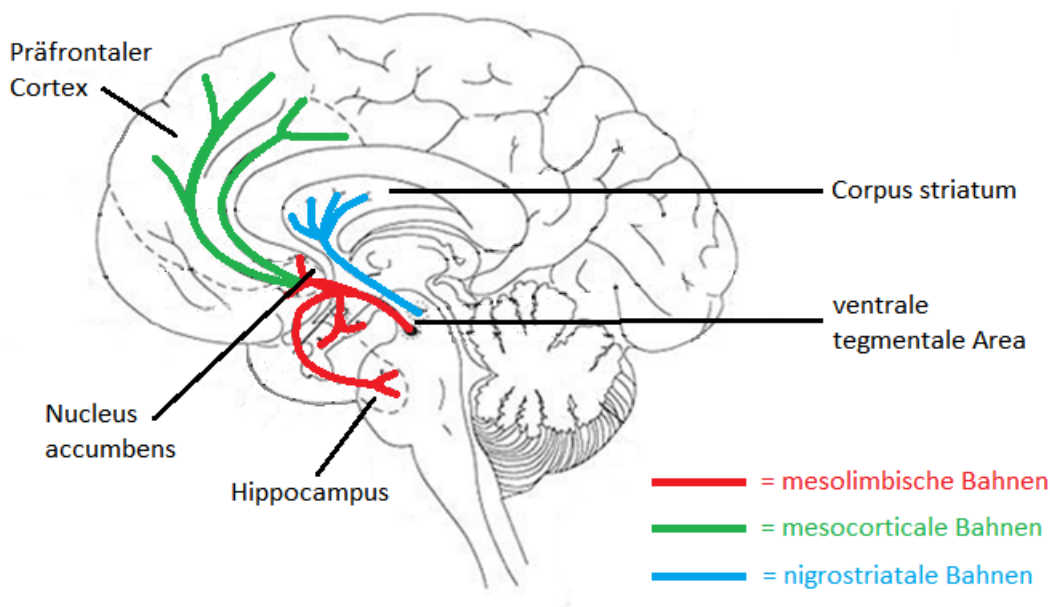 Präfrontaler
Cortex
Corpus striatum
ventrale
tegmentale Area
Nucleus
accumbens
Hippocampus
= mesolimbische Bahnen
= mesocorticale Bahnen
= nigrostriatale Bahnen